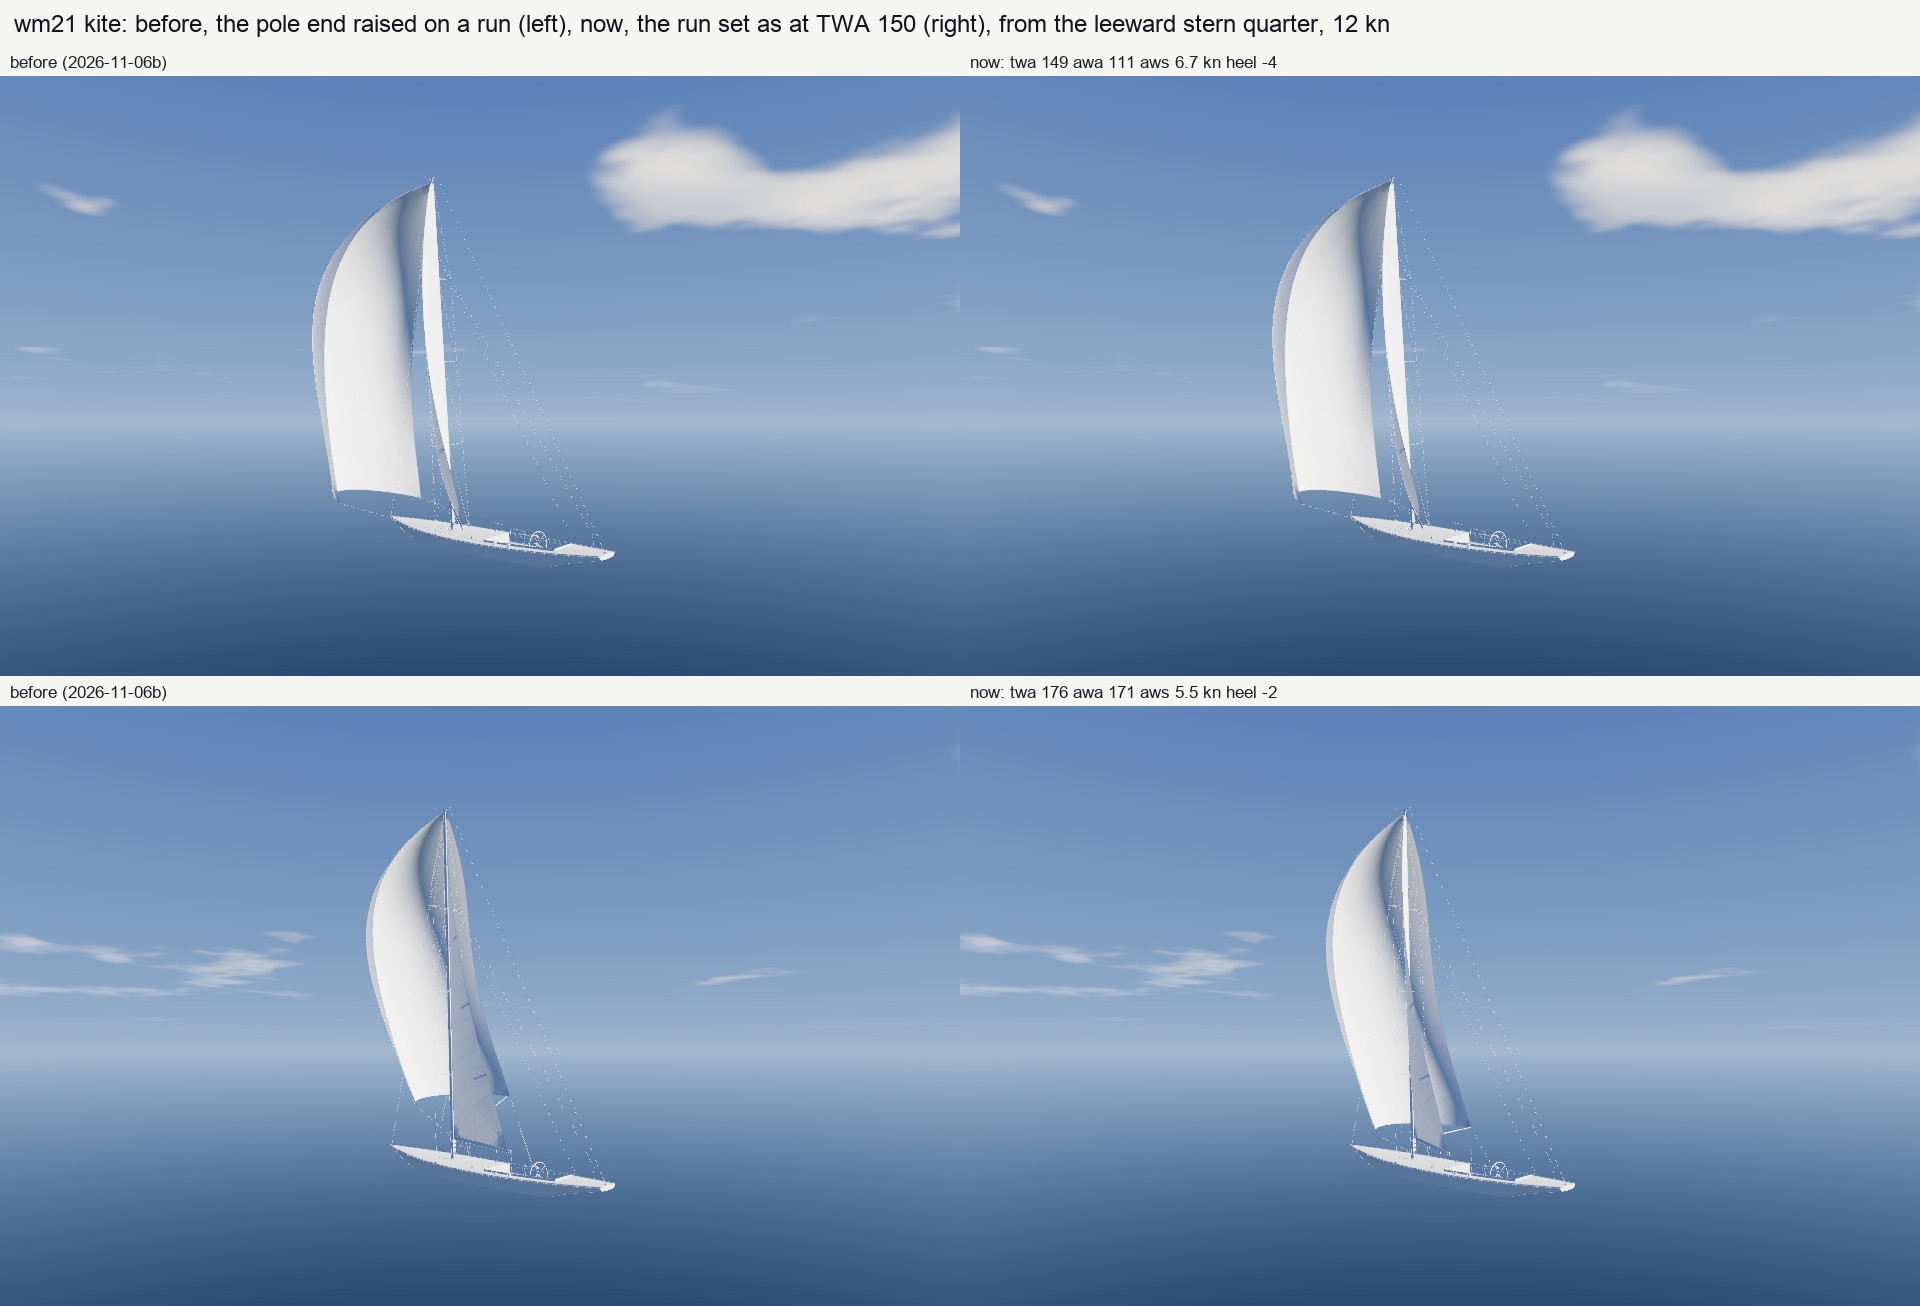 wm21 kite: before, the pole end raised on a run (left), now, the run set as at TWA 150 (right), from the leeward stern quarter, 12 kn
before (2026-11-06b)
now: twa 149 awa 111 aws 6.7 kn heel -4
before (2026-11-06b)
now: twa 176 awa 171 aws 5.5 kn heel -2